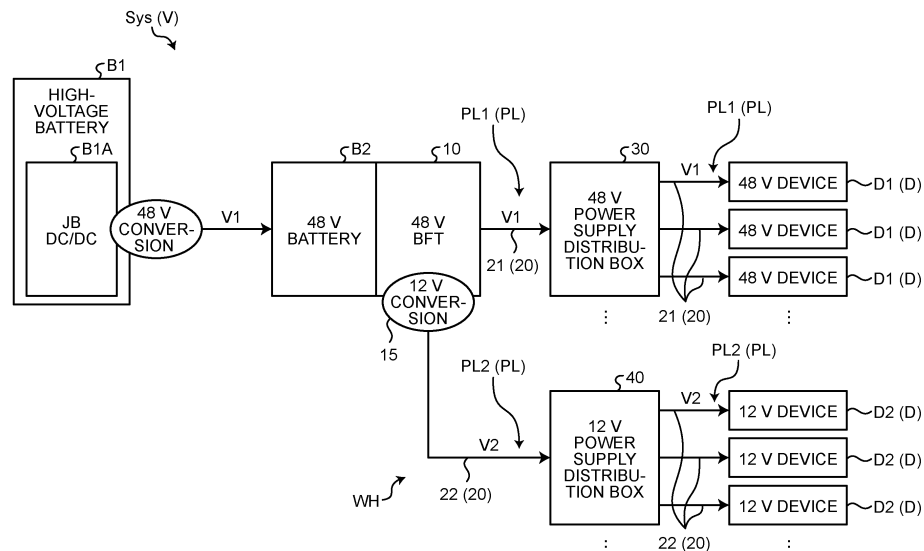 Sys (V)
B1
HIGH-
VOLTAGE
BATTERY
B1A
JB
DC/DC
48 V
CONVER-
SION
V1
B2
10
48 V
BATTERY
48 V
BFT
12 V
CONVER-
SION
15
PL1 (PL)
V1
21 (20)
30
48 V
POWER
SUPPLY
DISTRIBU-
TION BOX
⋮
PL1 (PL)
V1
48 V DEVICE
D1 (D)
48 V DEVICE
D1 (D)
48 V DEVICE
D1 (D)
21 (20)
⋮
PL2 (PL)
V2
22 (20)
WH
40
12 V
POWER
SUPPLY
DISTRIBU-
TION BOX
⋮
PL2 (PL)
V2
12 V DEVICE
D2 (D)
12 V DEVICE
D2 (D)
12 V DEVICE
D2 (D)
22 (20)
⋮